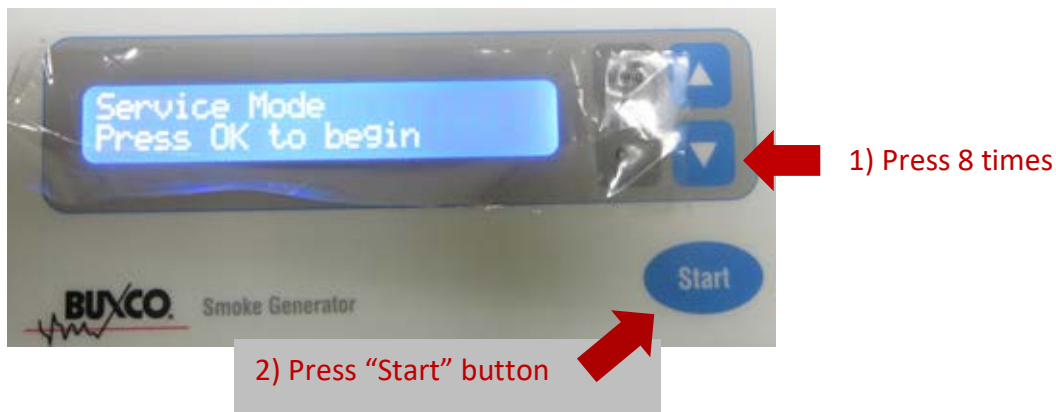 Service Mode
Press OK to begin
1) Press 8 times
Start
BUXCO.
Smoke Generator
2) Press “Start” button